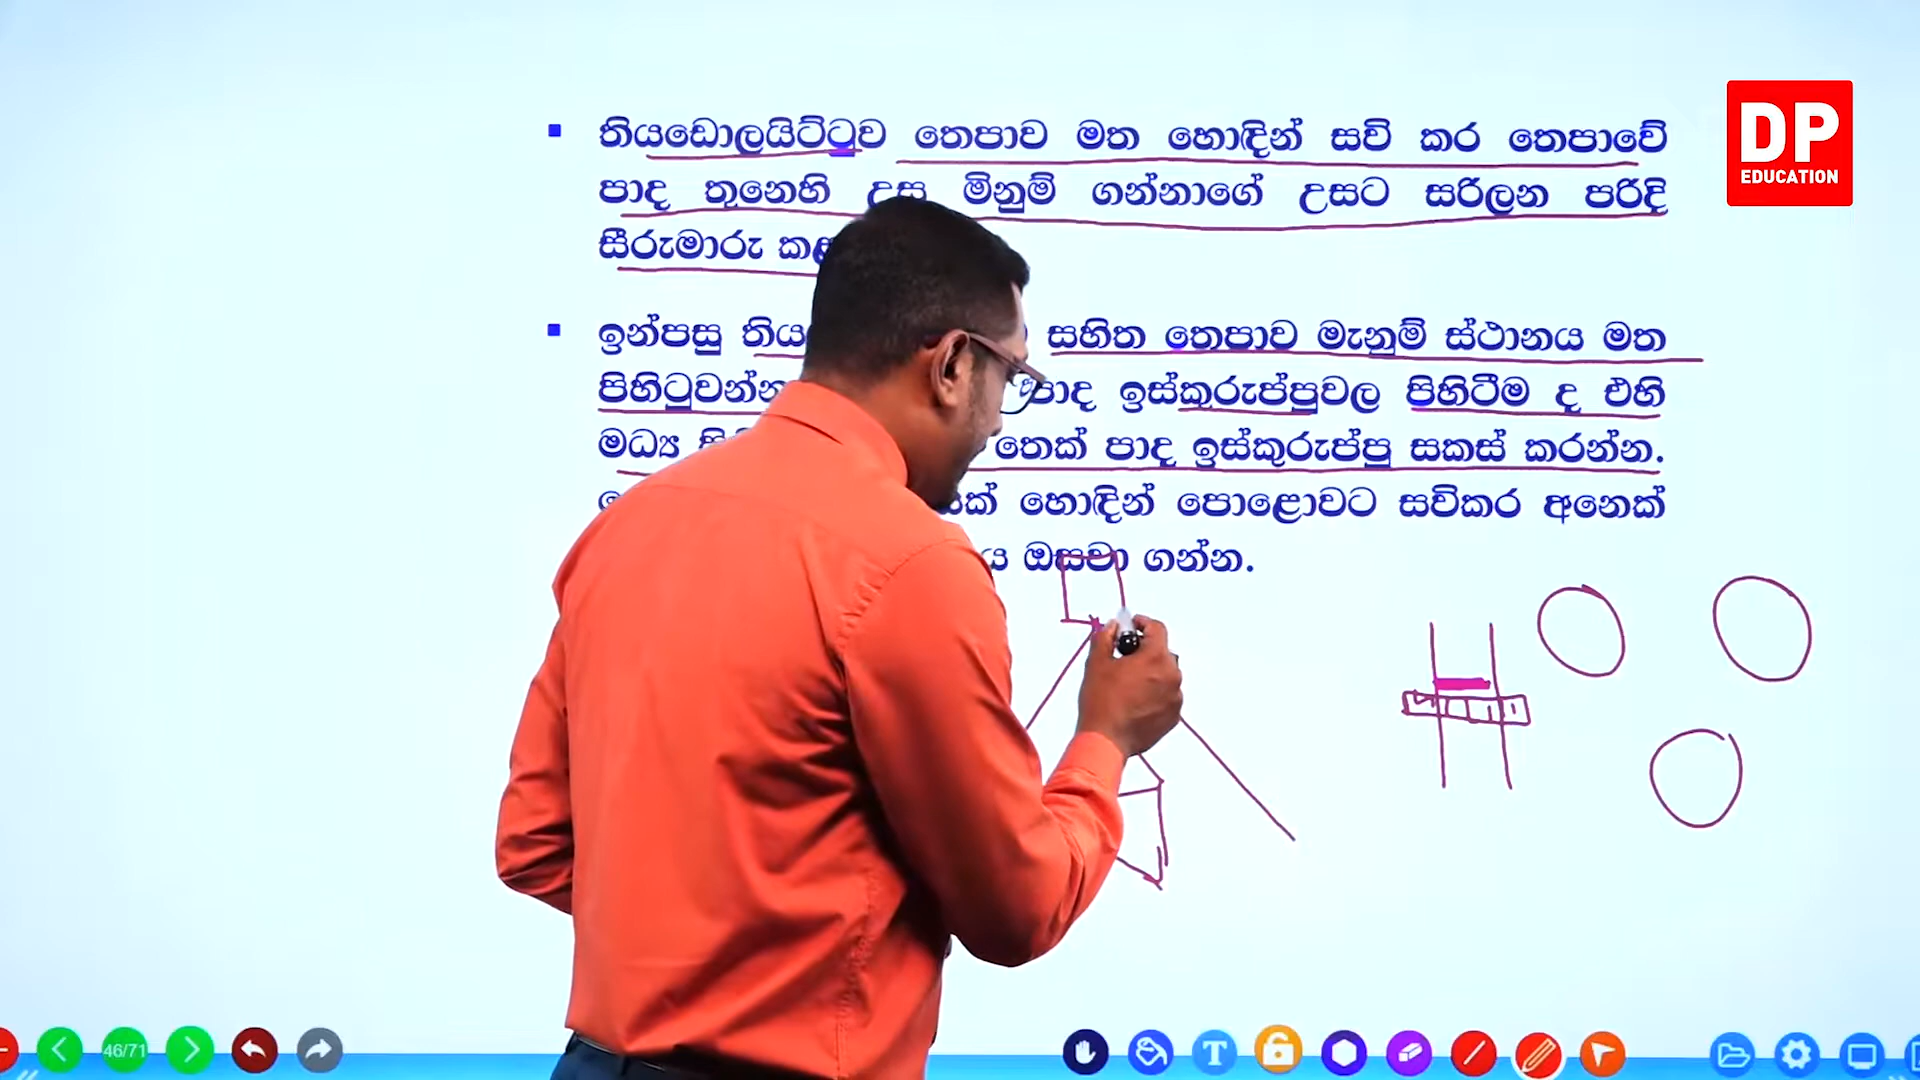 DP
EDUCATION
තියඩොලයිට්ටුව තෙපාව මත හොඳින් සවි කර තෙපාවේ
පාද තුනෙහි උස මිනුම් ගන්නාගේ උසට සරිලන පරිදි
සීරුමාරු
ඉන්පසු සහිත තෙපාව මැනුම් ස්ථානය මත
පිහිටුවන්න පාද ඉස්කුරුප්පුවල පිහිටීම ද එහි
මධ්‍ය තෙක් පාද ඉස්කුරුප්පු සකස් කරන්න.
හොඳින් පොළොවට සවිකර අනෙක්
ඔසවා ගන්න.
46/71